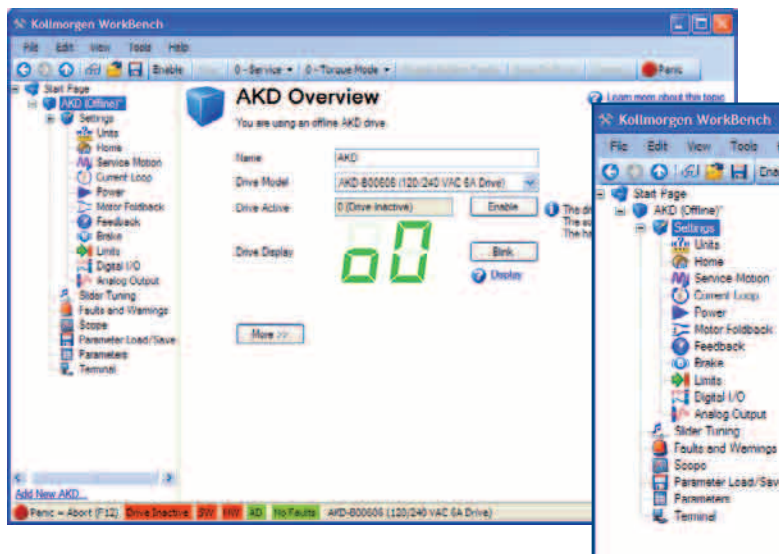 Kollmorgen WorkBench
File Edit View Tools Help
Enable 0 - Service 0 - Torque Mode Panic
Start Page
AKD (Offline)*
Settings
Units
Home
Service Motion
Current Loop
Power
Motor Foldback
Feedback
Brake
Limits
Digital I/O
Analog Output
Slider Tuning
Faults and Warnings
Scope
Parameter Load/Save
Parameters
Terminal
Add New AKD...
AKD Overview
Learn more about this topic
You are using an offline AKD drive
Name AKD
Drive Model AKD-B00606 (120/240 VAC 6A Drive)
Drive Active 0 (Drive Inactive) Enable
The
The
Drive Display o0 Blink
Display
More >>
Panic = Abort (F12) Drive Inactive SW HW AD No Faults AKD-B00606 (120/240 VAC 6A Drive)
Kollmorgen WorkBench
File Edit View Tools
Ena
Start Page
AKD (Offline)*
Settings
Units
Home
Service Motion
Current Loop
Power
Motor Foldback
Feedback
Brake
Limits
Digital I/O
Analog Output
Slider Tuning
Faults and Warnings
Scope
Parameter Load/Sav
Parameters
Terminal